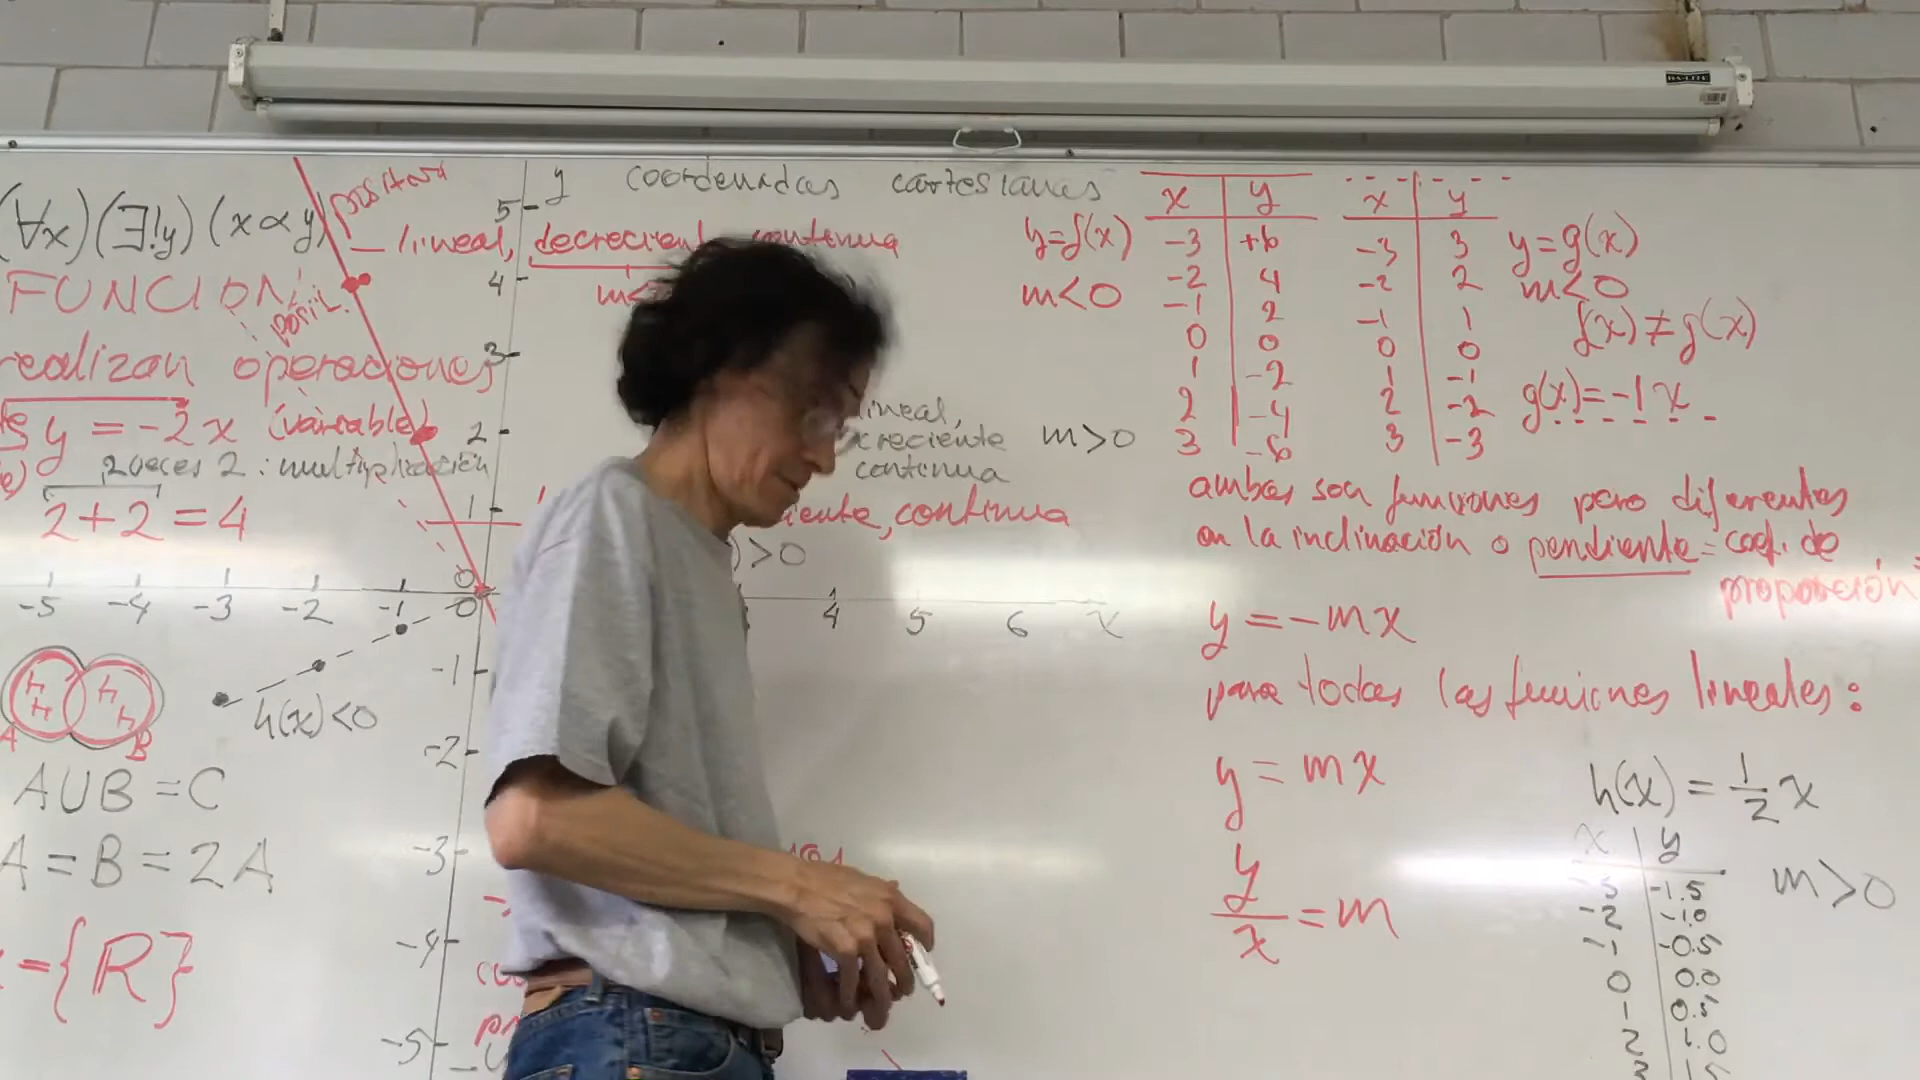 (∀x)(∃!y)(x∝y)
FUNCIÓN
realizan operaciones
y = -2x (variable)
2 veces 2 : multiplicación
2+2 = 4
A B
AUB = C
A = B = 2A
= {R}
positiva
lineal, decreciente continua
y coordenadas cartesianas
5
4
3
2
1
0
-5 -4 -3 -2 -1 0 4 5 6 x
-1
-2
-3
-4
-5
h(x)<0
lineal,
creciente m>0
continua
continua
>0
y=f(x)
m<0
x y
-3 +6
-2 4
-1 2
0 0
1 -2
2 -4
3 -6
x y
-3 3
-2 2
-1 1
0 0
1 -1
2 -2
3 -3
y=g(x)
m<0
f(x) ≠ g(x)
g(x)=-1x
ambas son funciones pero diferentes
en la inclinación o pendiente = coef. de
proporción
y = -mx
para todas las funciones lineales:
y = mx
y/x = m
h(x) = 1/2 x
x y
m>0
-3 -1.5
-2 -1.0
-1 -0.5
0 0.0
1 0.5
2 1.0